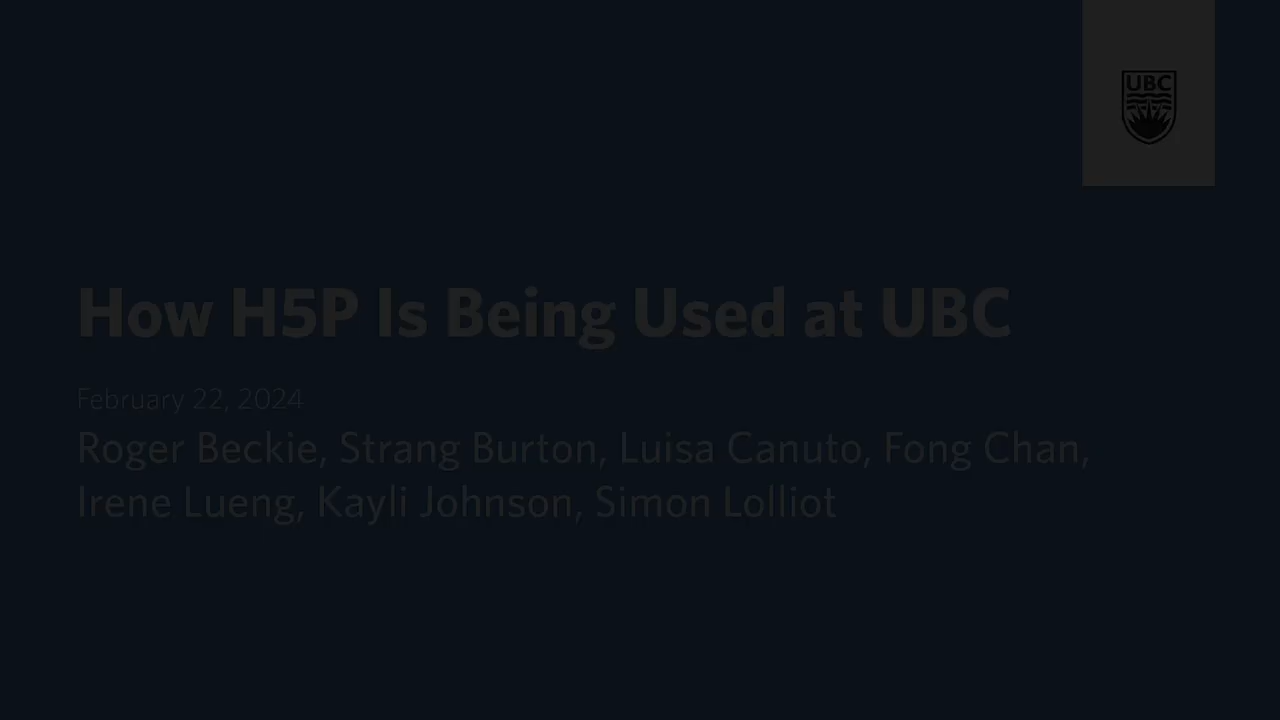 UBC
How H5P Is Being Used at UBC
February 22, 2024
Roger Beckie, Strang Burton, Luisa Canuto, Fong Chan,
Irene Lueng, Kayli Johnson, Simon Lolliot